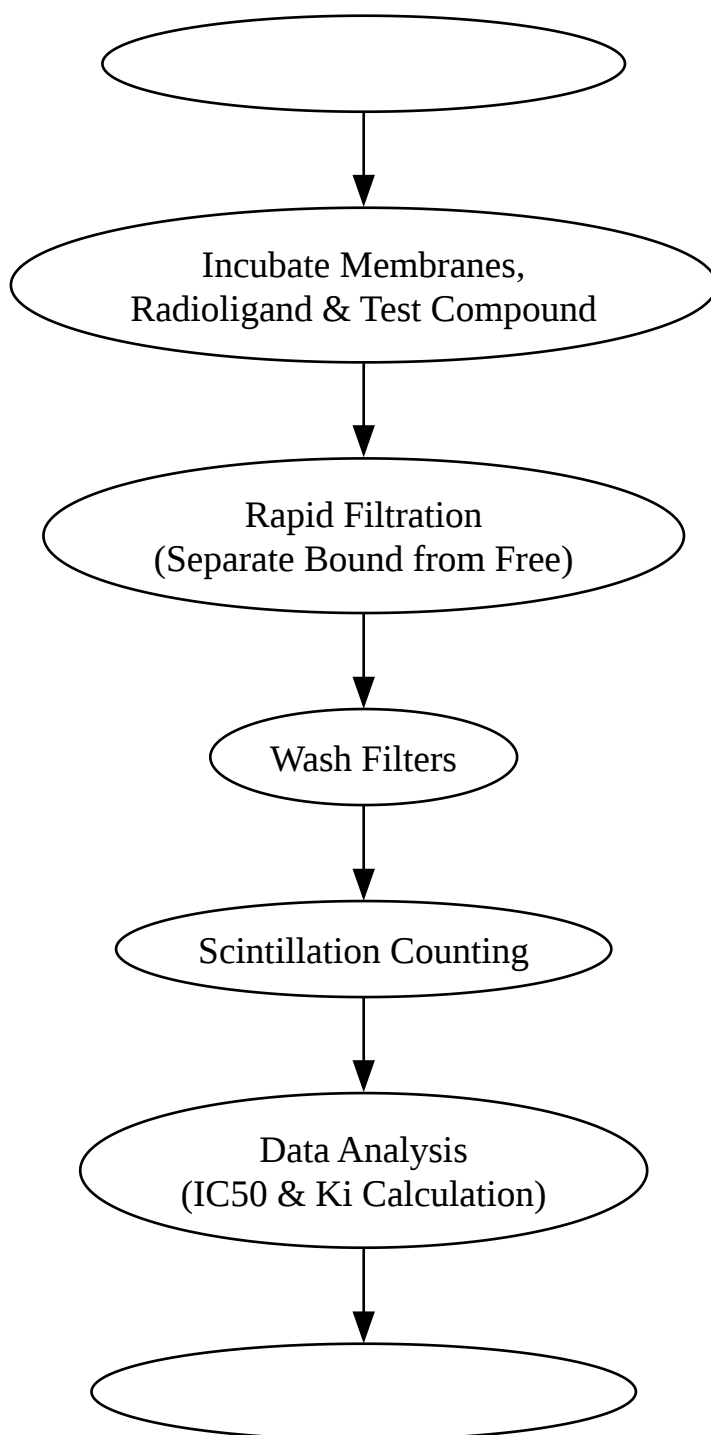 Incubate Membranes,
Radioligand & Test Compound
Rapid Filtration
(Separate Bound from Free)
Wash Filters
Scintillation Counting
Data Analysis
(IC50 & Ki Calculation)